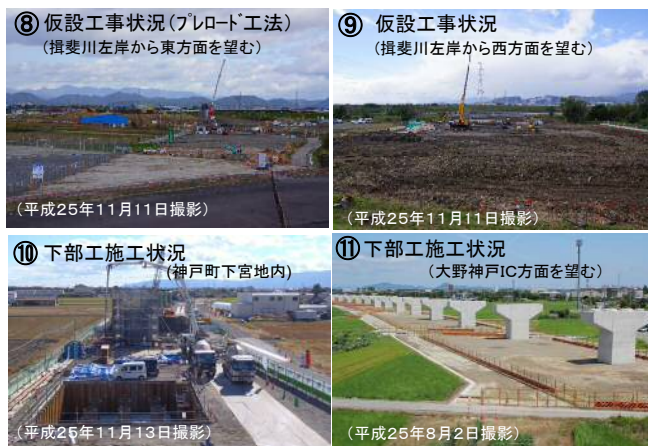 ⑧ 仮設工事状況(プレロード工法)
(揖斐川左岸から東方面を望む)
(平成25年11月11日撮影)
⑨ 仮設工事状況
(揖斐川左岸から西方面を望む)
(平成25年11月11日撮影)
⑩ 下部工施工状況
(神戸町下宮地内)
(平成25年11月13日撮影)
⑪ 下部工施工状況
(大野神戸IC方面を望む)
(平成25年8月2日撮影)